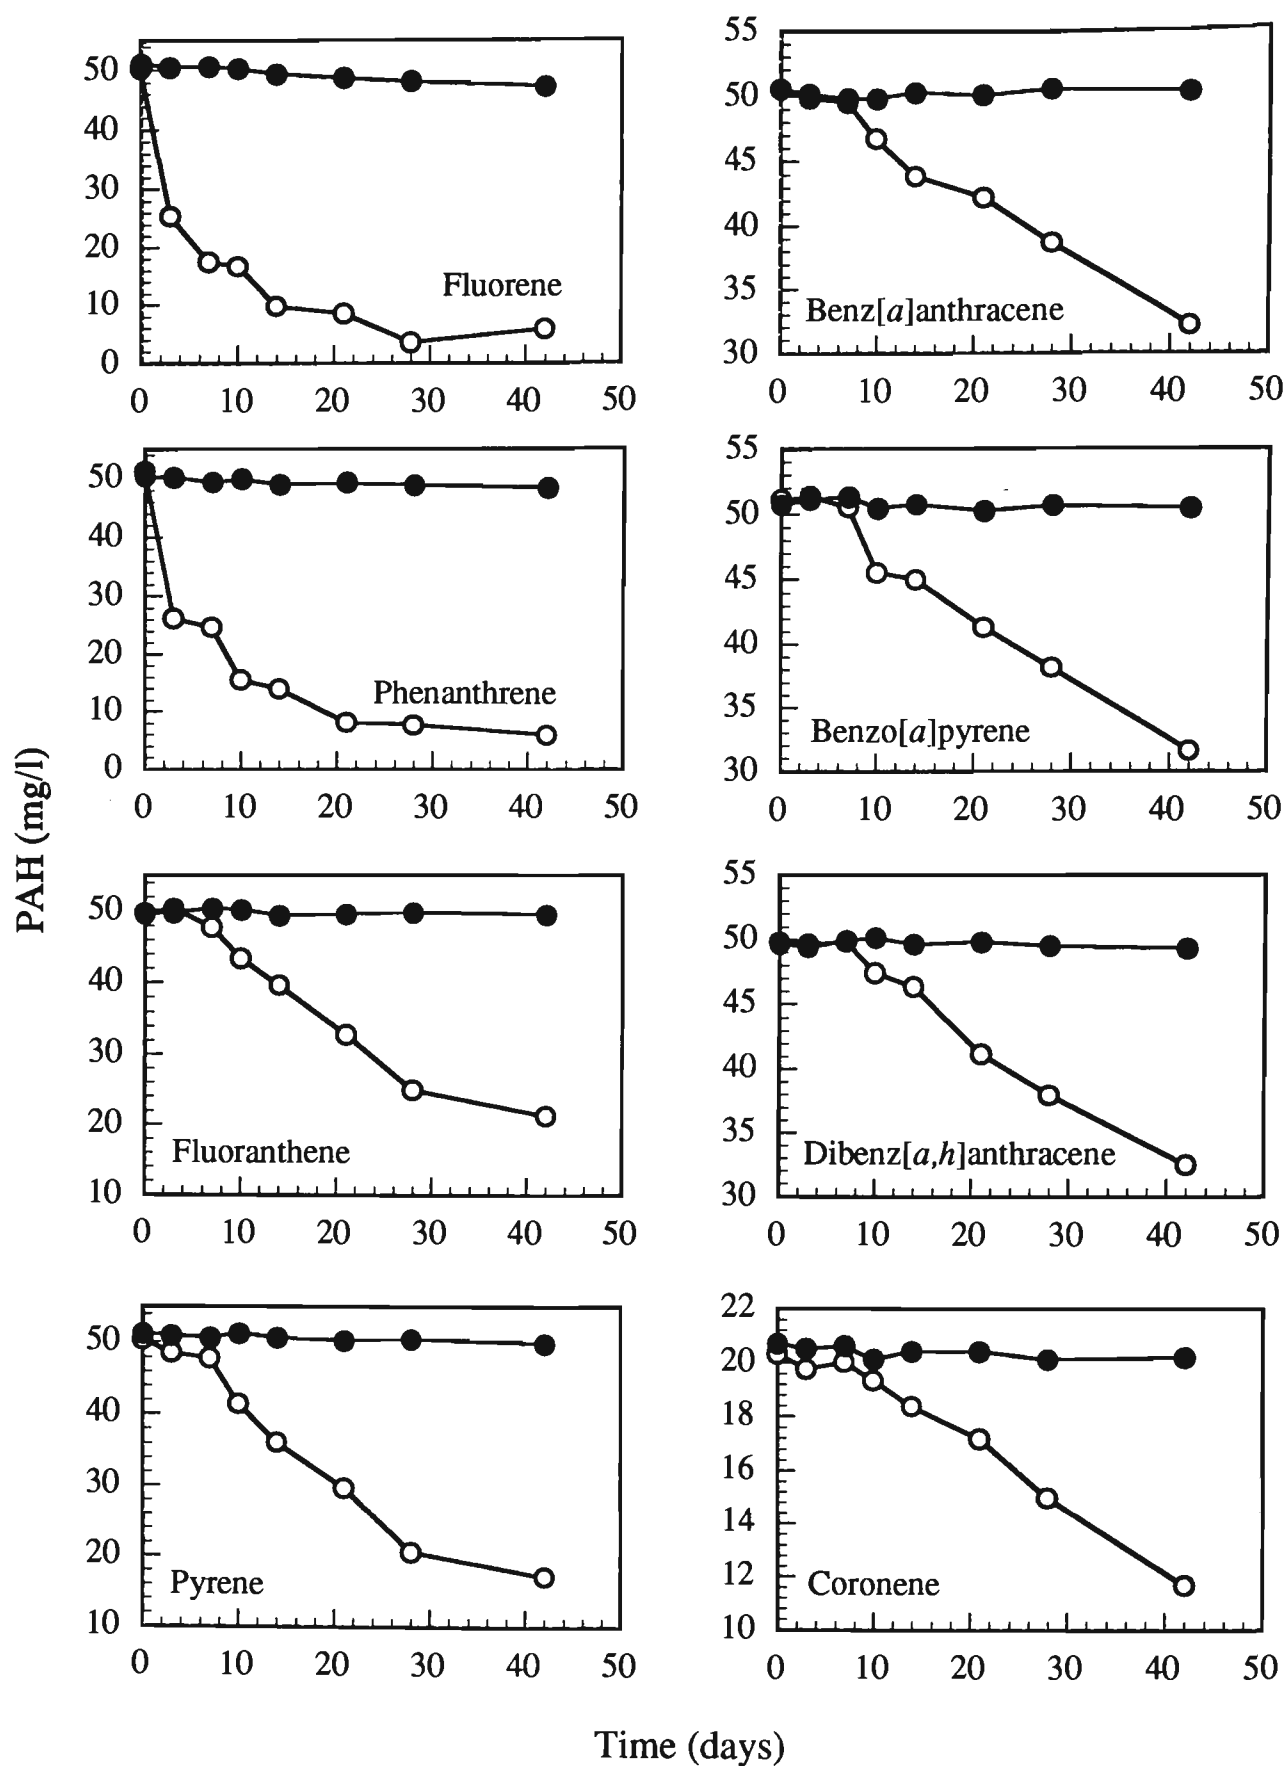 50
40
30
20
10
0
Fluorene
0 10 20 30 40 50
55
50
45
40
35
30
Benz[a]anthracene
0 10 20 30 40 50
50
40
30
20
10
0
Phenanthrene
0 10 20 30 40 50
55
50
45
40
35
30
Benzo[a]pyrene
0 10 20 30 40 50
PAH (mg/l)
50
40
30
20
10
Fluoranthene
0 10 20 30 40 50
55
50
45
40
35
30
Dibenz[a,h]anthracene
0 10 20 30 40 50
50
40
30
20
10
Pyrene
0 10 20 30 40 50
22
20
18
16
14
12
10
Coronene
0 10 20 30 40 50
Time (days)